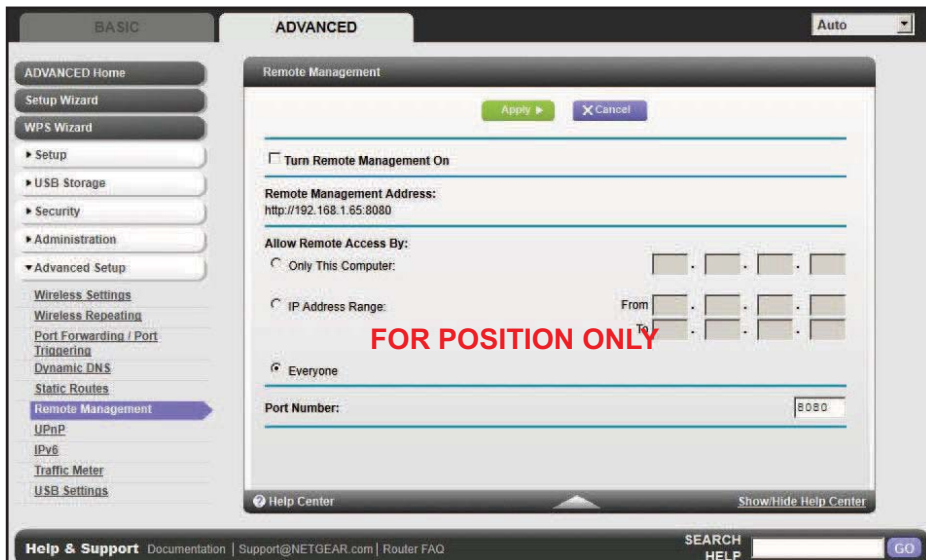 BASIC
ADVANCED
Auto
ADVANCED Home
Setup Wizard
WPS Wizard
Setup
USB Storage
Security
Administration
Advanced Setup
Wireless Settings
Wireless Repeating
Port Forwarding / Port
Triggering
Dynamic DNS
Static Routes
Remote Management
UPnP
IPv6
Traffic Meter
USB Settings
Remote Management
Apply
X Cancel
Turn Remote Management On
Remote Management Address:
http://192.168.1.65:8080
Allow Remote Access By:
Only This Computer:
. . .
IP Address Range:
From . . .
To . . .
FOR POSITION ONLY
Everyone
Port Number:
8080
? Help Center
Show/Hide Help Center
Help & Support Documentation | Support@NETGEAR.com | Router FAQ
SEARCH
HELP
GO